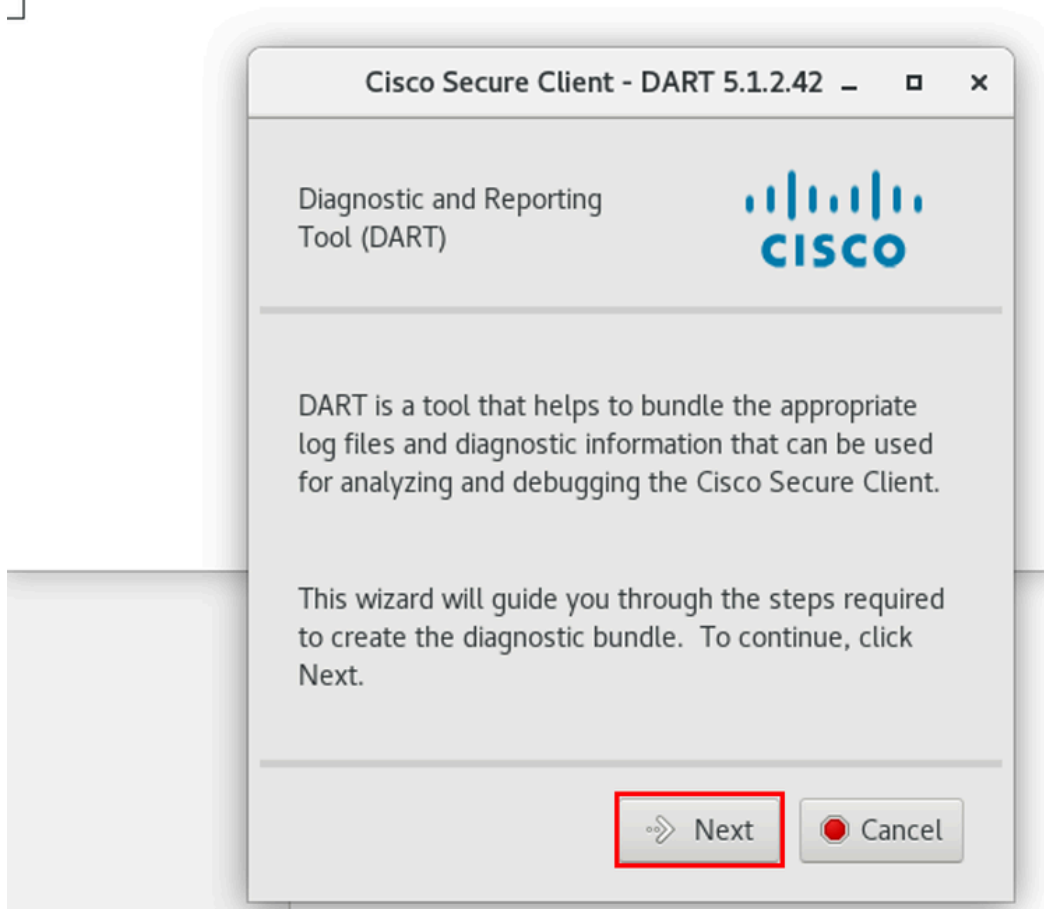 Cisco Secure Client - DART 5.1.2.42
Diagnostic and Reporting
Tool (DART)
CISCO
DART is a tool that helps to bundle the appropriate
log files and diagnostic information that can be used
for analyzing and debugging the Cisco Secure Client.
This wizard will guide you through the steps required
to create the diagnostic bundle.  To continue, click
Next.
Next
Cancel